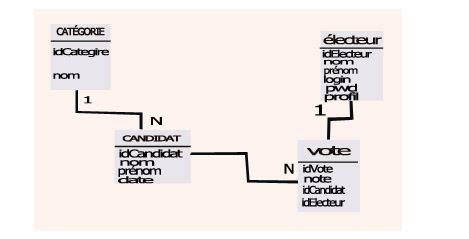 CATÉGORIE
idCategire
nom
1
N
CANDIDAT
idCandidat
nom
prénom
date
électeur
idElecteur
nom
prénom
login
pwd
profil
1
N
vote
idVote
note
idCandidat
idElecteur